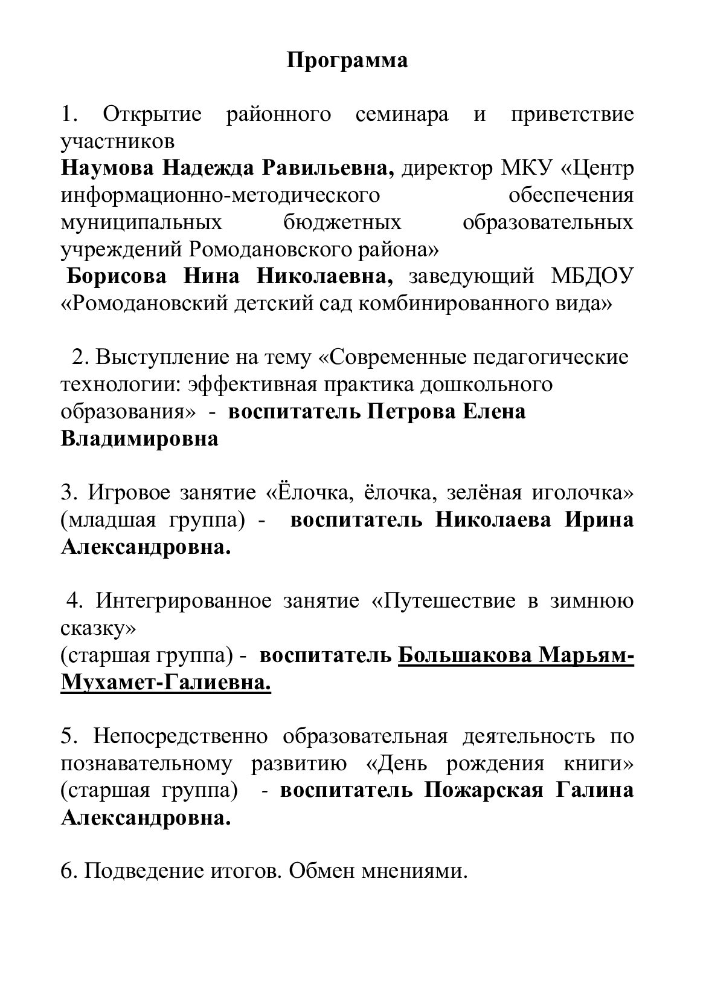 Программа
1. Открытие районного семинара и приветствие
участников
Наумова Надежда Равильевна, директор МКУ «Центр
информационно-методического обеспечения
муниципальных бюджетных образовательных
учреждений Ромодановского района»
Борисова Нина Николаевна, заведующий МБДОУ
«Ромодановский детский сад комбинированного вида»
2. Выступление на тему «Современные педагогические
технологии: эффективная практика дошкольного
образования» - воспитатель Петрова Елена
Владимировна
3. Игровое занятие «Ёлочка, ёлочка, зелёная иголочка»
(младшая группа) - воспитатель Николаева Ирина
Александровна.
4. Интегрированное занятие «Путешествие в зимнюю
сказку»
(старшая группа) - воспитатель Большакова Марьям-
Мухамет-Галиевна.
5. Непосредственно образовательная деятельность по
познавательному развитию «День рождения книги»
(старшая группа) - воспитатель Пожарская Галина
Александровна.
6. Подведение итогов. Обмен мнениями.